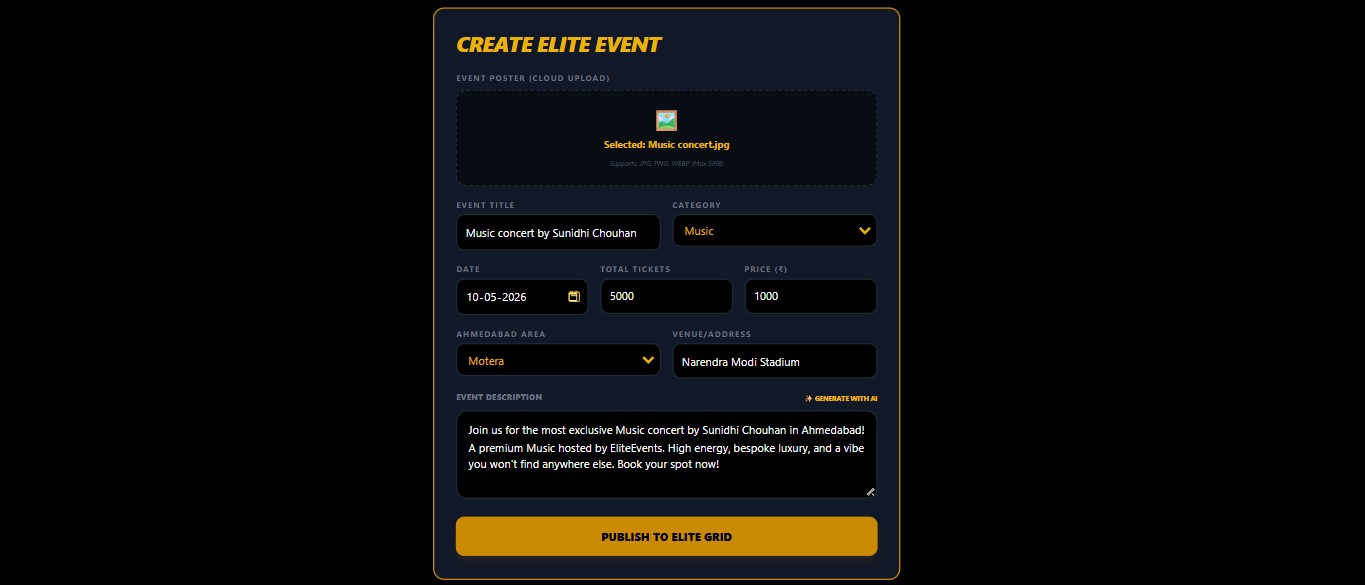 CREATE ELITE EVENT
EVENT POSTER (CLOUD UPLOAD)
Selected: Music concert.jpg
Supports: JPG, PNG, WEBP (Max 5MB)
EVENT TITLE
CATEGORY
Music concert by Sunidhi Chouhan
Music
DATE
TOTAL TICKETS
PRICE (₹)
10-05-2026
5000
1000
AHMEDABAD AREA
VENUE/ADDRESS
Motera
Narendra Modi Stadium
EVENT DESCRIPTION
✨ GENERATE WITH AI
Join us for the most exclusive Music concert by Sunidhi Chouhan in Ahmedabad!
A premium Music hosted by EliteEvents. High energy, bespoke luxury, and a vibe
you won't find anywhere else. Book your spot now!
PUBLISH TO ELITE GRID